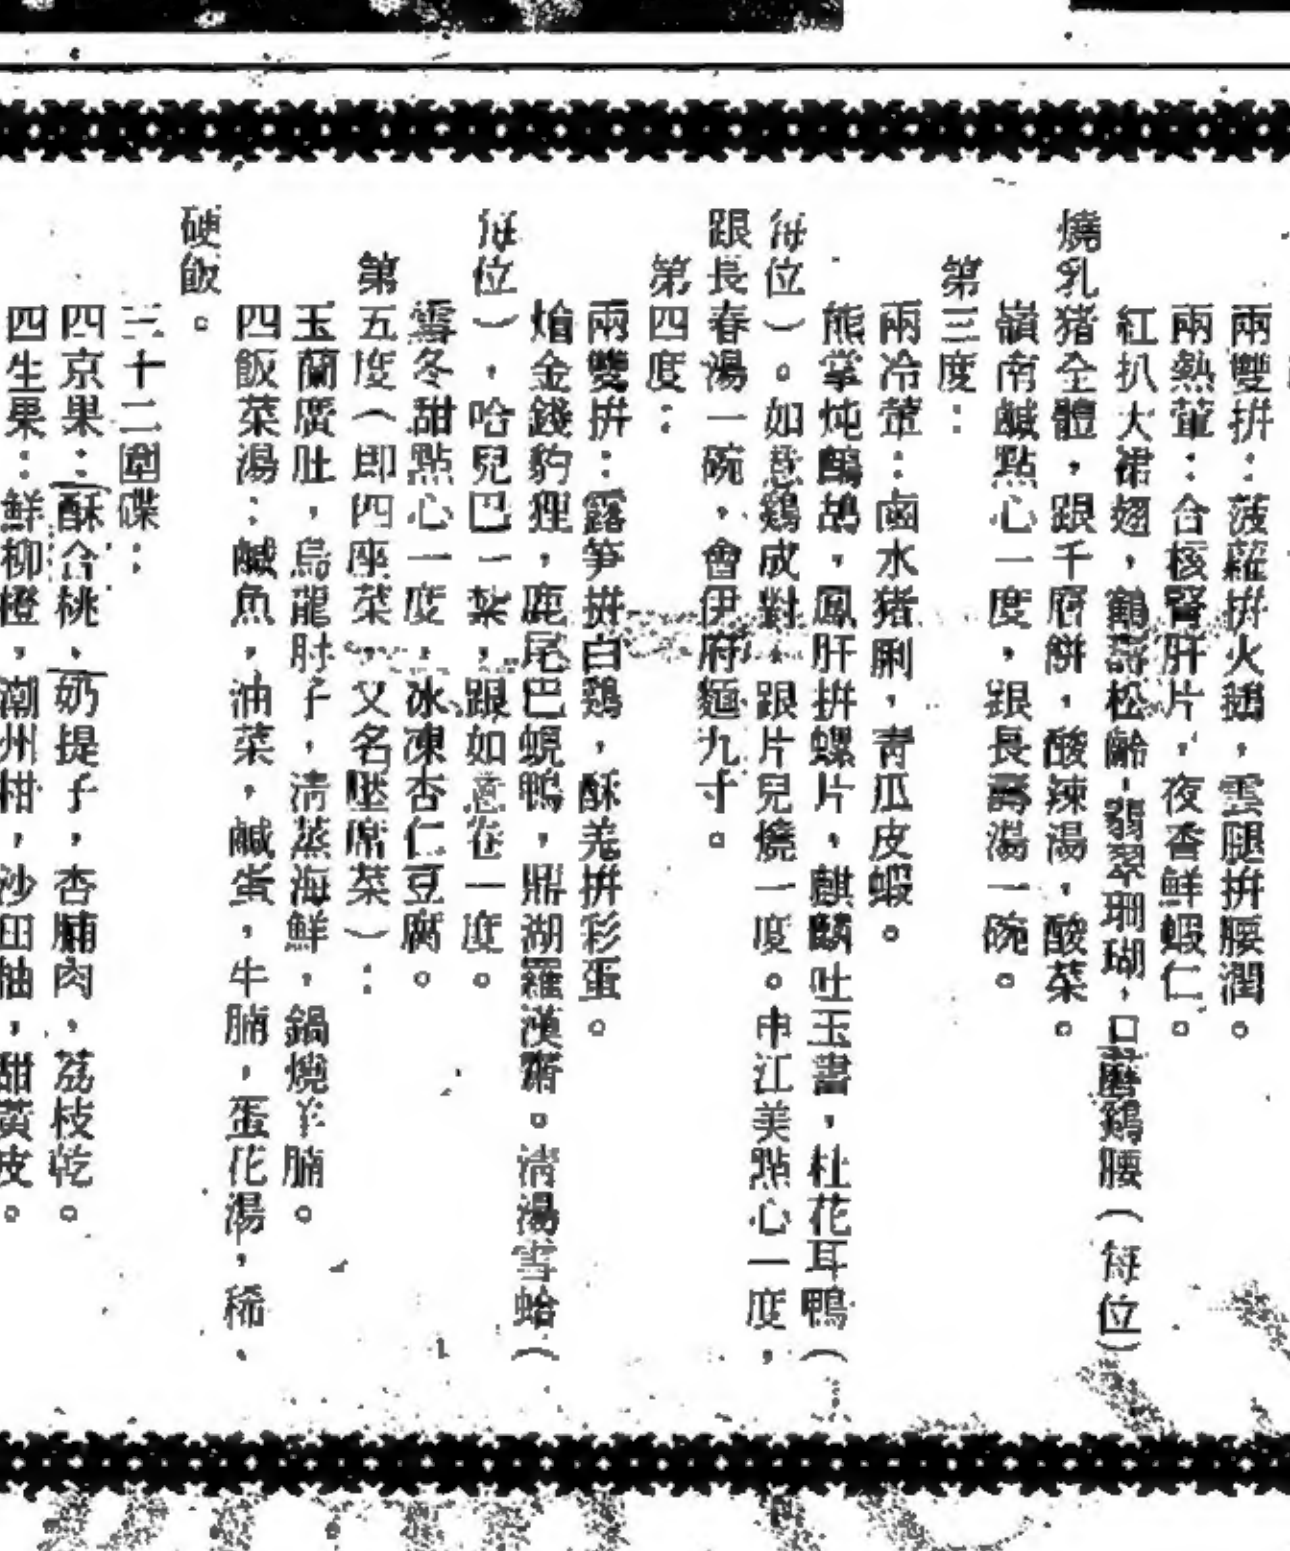 兩雙拼：菠蘿拼火鵝，雲腿拼腰潤。
兩熱葷：合核腎肝片，夜香鮮蝦仁。
紅扒大裙翅，鶴燕松齡，翡翠珊瑚，口蘑鷄腰（每位）
燒乳猪全體，跟千層餅，酸辣湯，酸菜。
嶺南鹹點心一度，跟長壽湯一碗。
第三度：
兩冷葷：鹵水猪脷，青瓜皮蝦。
熊掌炖鷓鴣，鳳肝拼螺片，麒麟吐玉書，杜花耳鴨（
每位）。如意鷄成對，跟片兒燒一度。申江美點心一度，
跟長春湯一碗，會伊府麵九寸。
第四度：
兩雙拼：露笋拼白鷄，酥羌拼彩蛋。
燴金錢豹狸，鹿尾巴蜆鴨，鼎湖羅漢齋。清湯雪蛤（
每位），哈兒巴一紮，跟如意卷一度。
雪冬甜點心一度，冰凍杏仁豆腐。
第五度（即四座菜，又名壓席菜）：
玉蘭廣肚，烏龍肘子，清蒸海鮮，鍋燒羊腩。
四飯菜湯：鹹魚，油菜，鹹蛋，牛腩，蛋花湯，稀、
硬飯。
三十二圍碟：
四京果：酥合桃，奶提子，杏脯肉，荔枝乾。
四生果：鮮柳橙，潮州柑，沙田柚，甜黃皮。